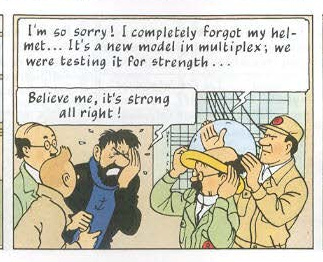 I'm so sorry! I completely forgot my hel-
met... It's a new model in multiplex; we
were testing it for strength...
Believe me, it's strong
all right!